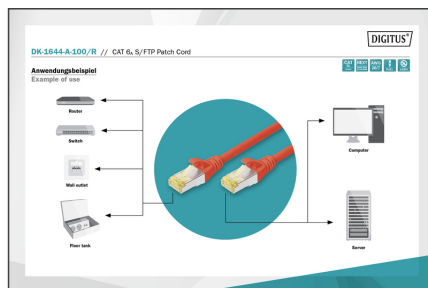 DIGITUS®
DK-1644-A-100/R // CAT 6A S/FTP Patch Cord
Anwendungsbeispiel
Example of use
CAT
Router
Switch
Wall outlet
Floor tank
Computer
Server